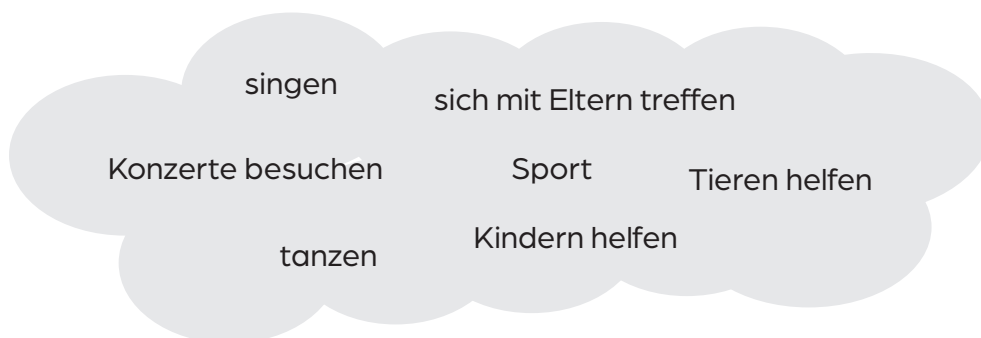 singen
sich mit Eltern treffen
Konzerte besuchen
Sport
Tieren helfen
Kindern helfen
tanzen